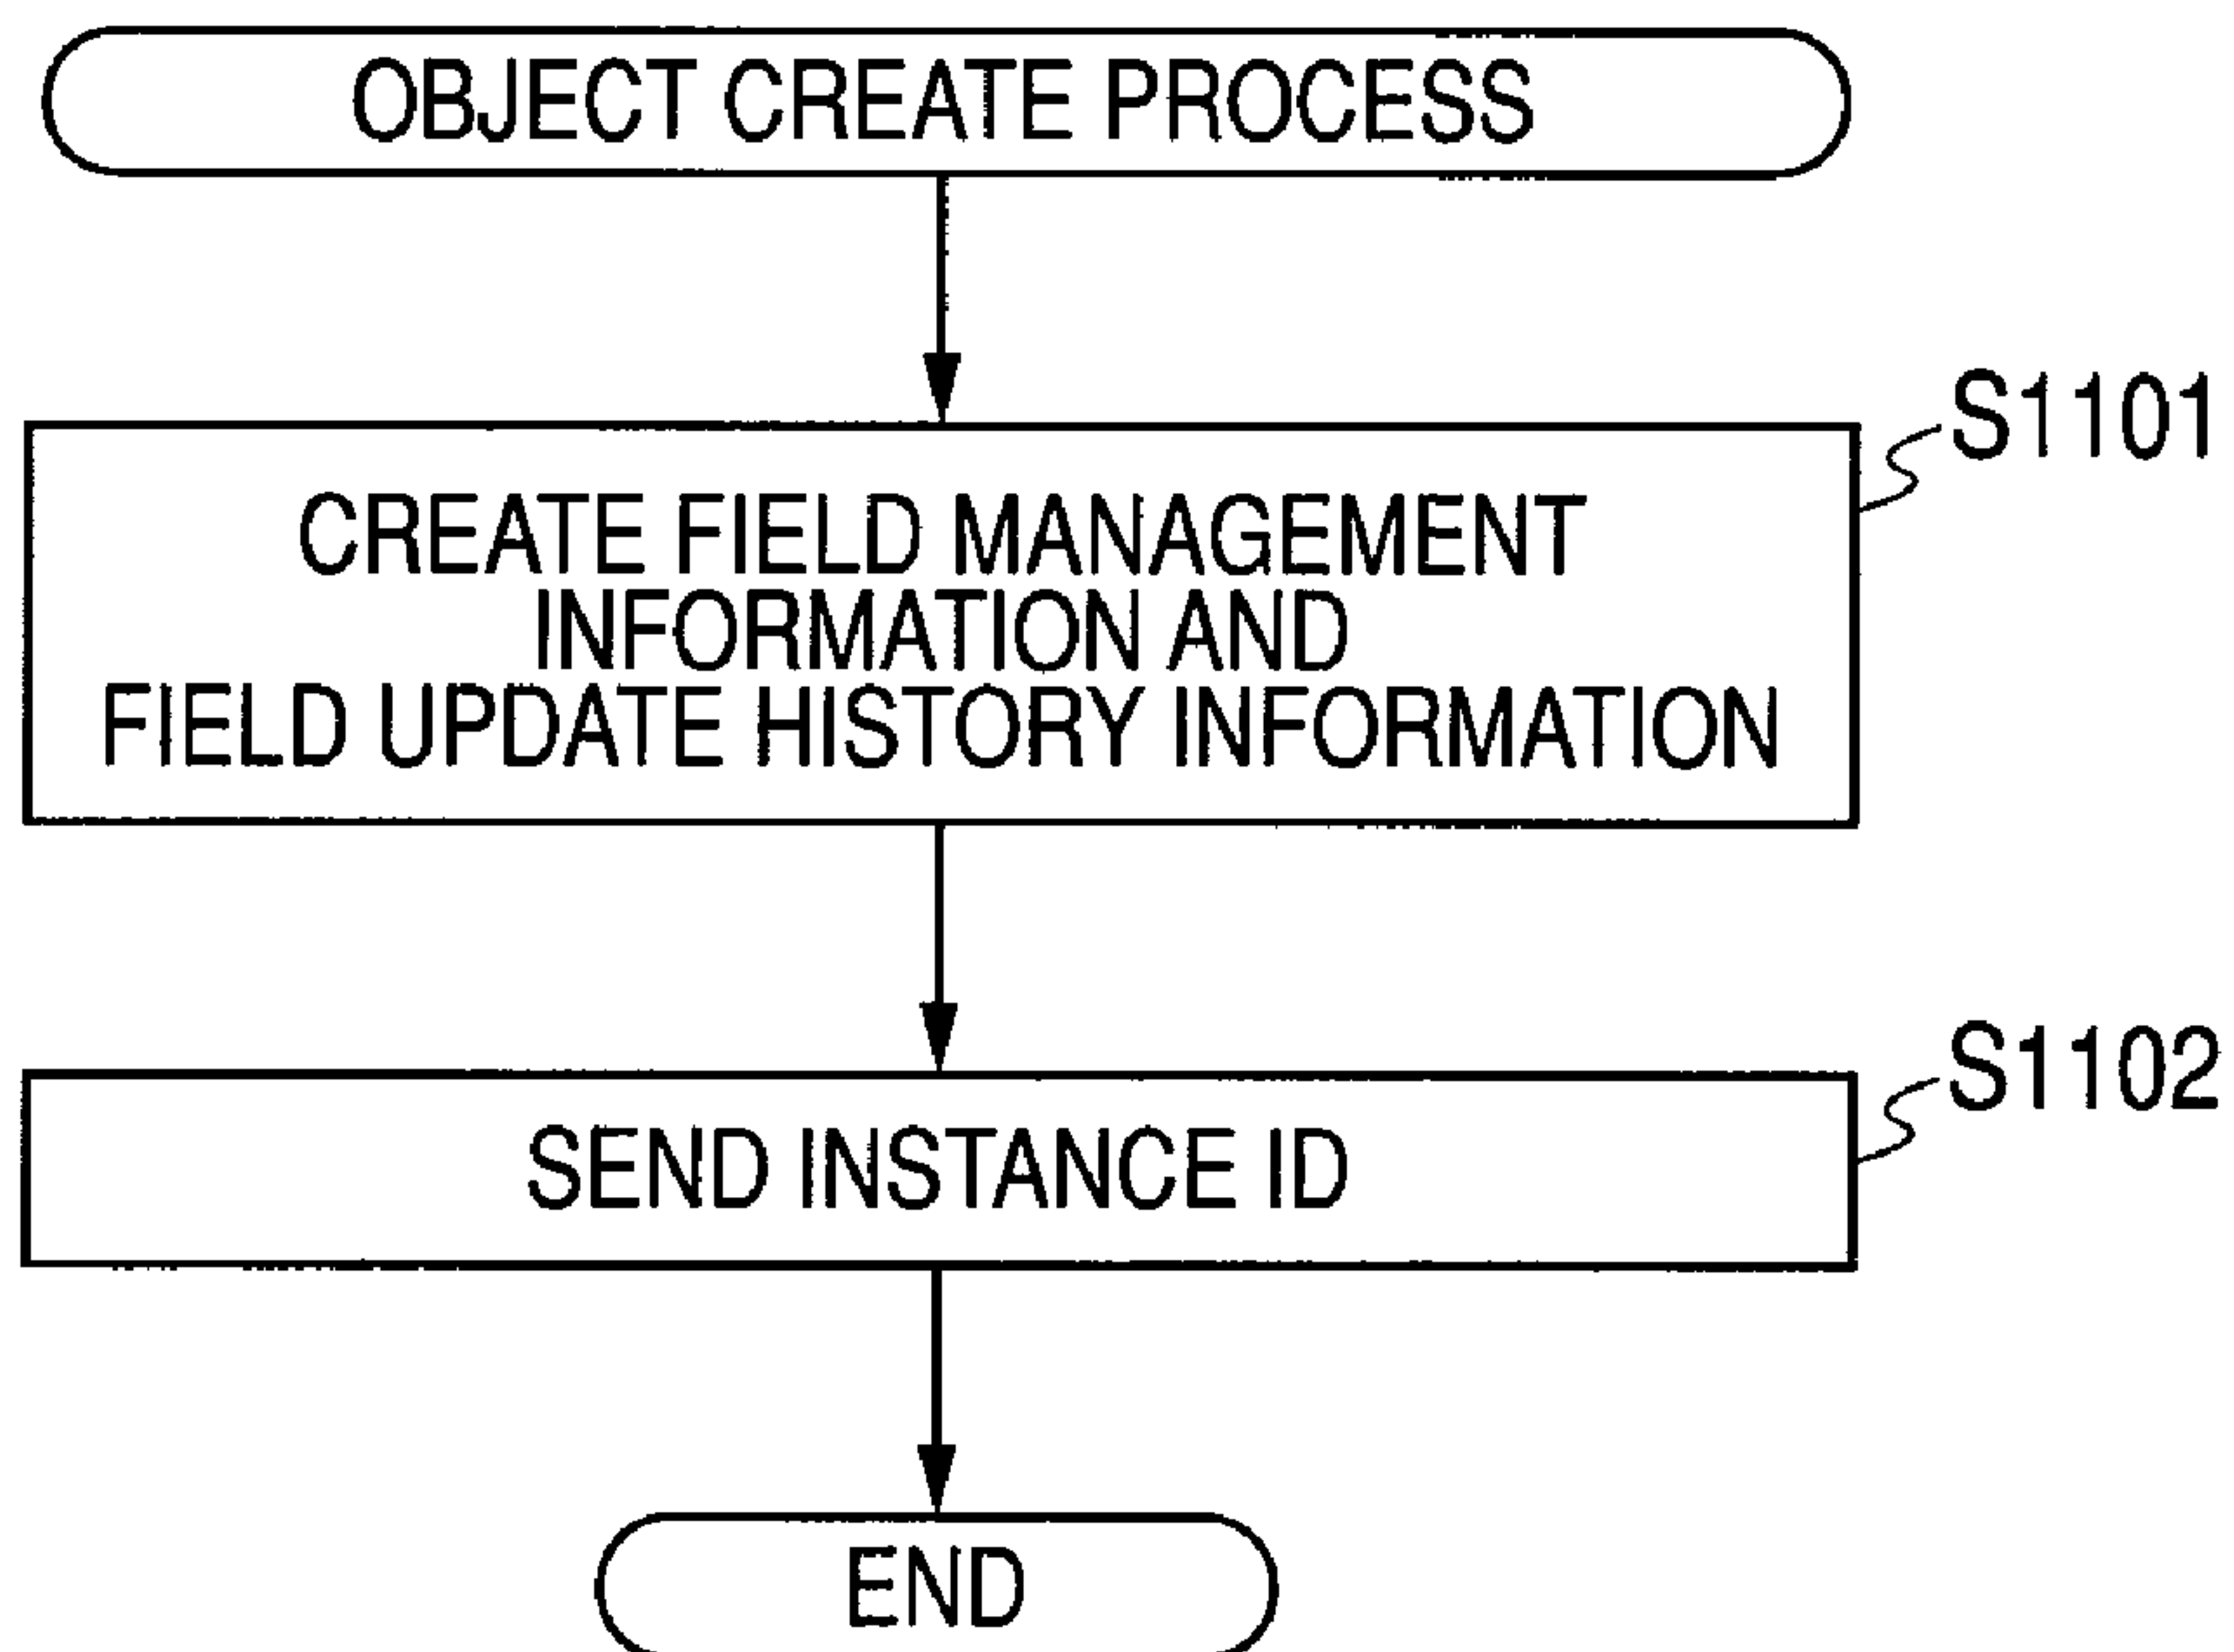 OBJECT CREATE PROCESS
S1101
CREATE FIELD MANAGEMENT
INFORMATION AND
FIELD UPDATE HISTORY INFORMATION
S1102
SEND INSTANCE ID
END